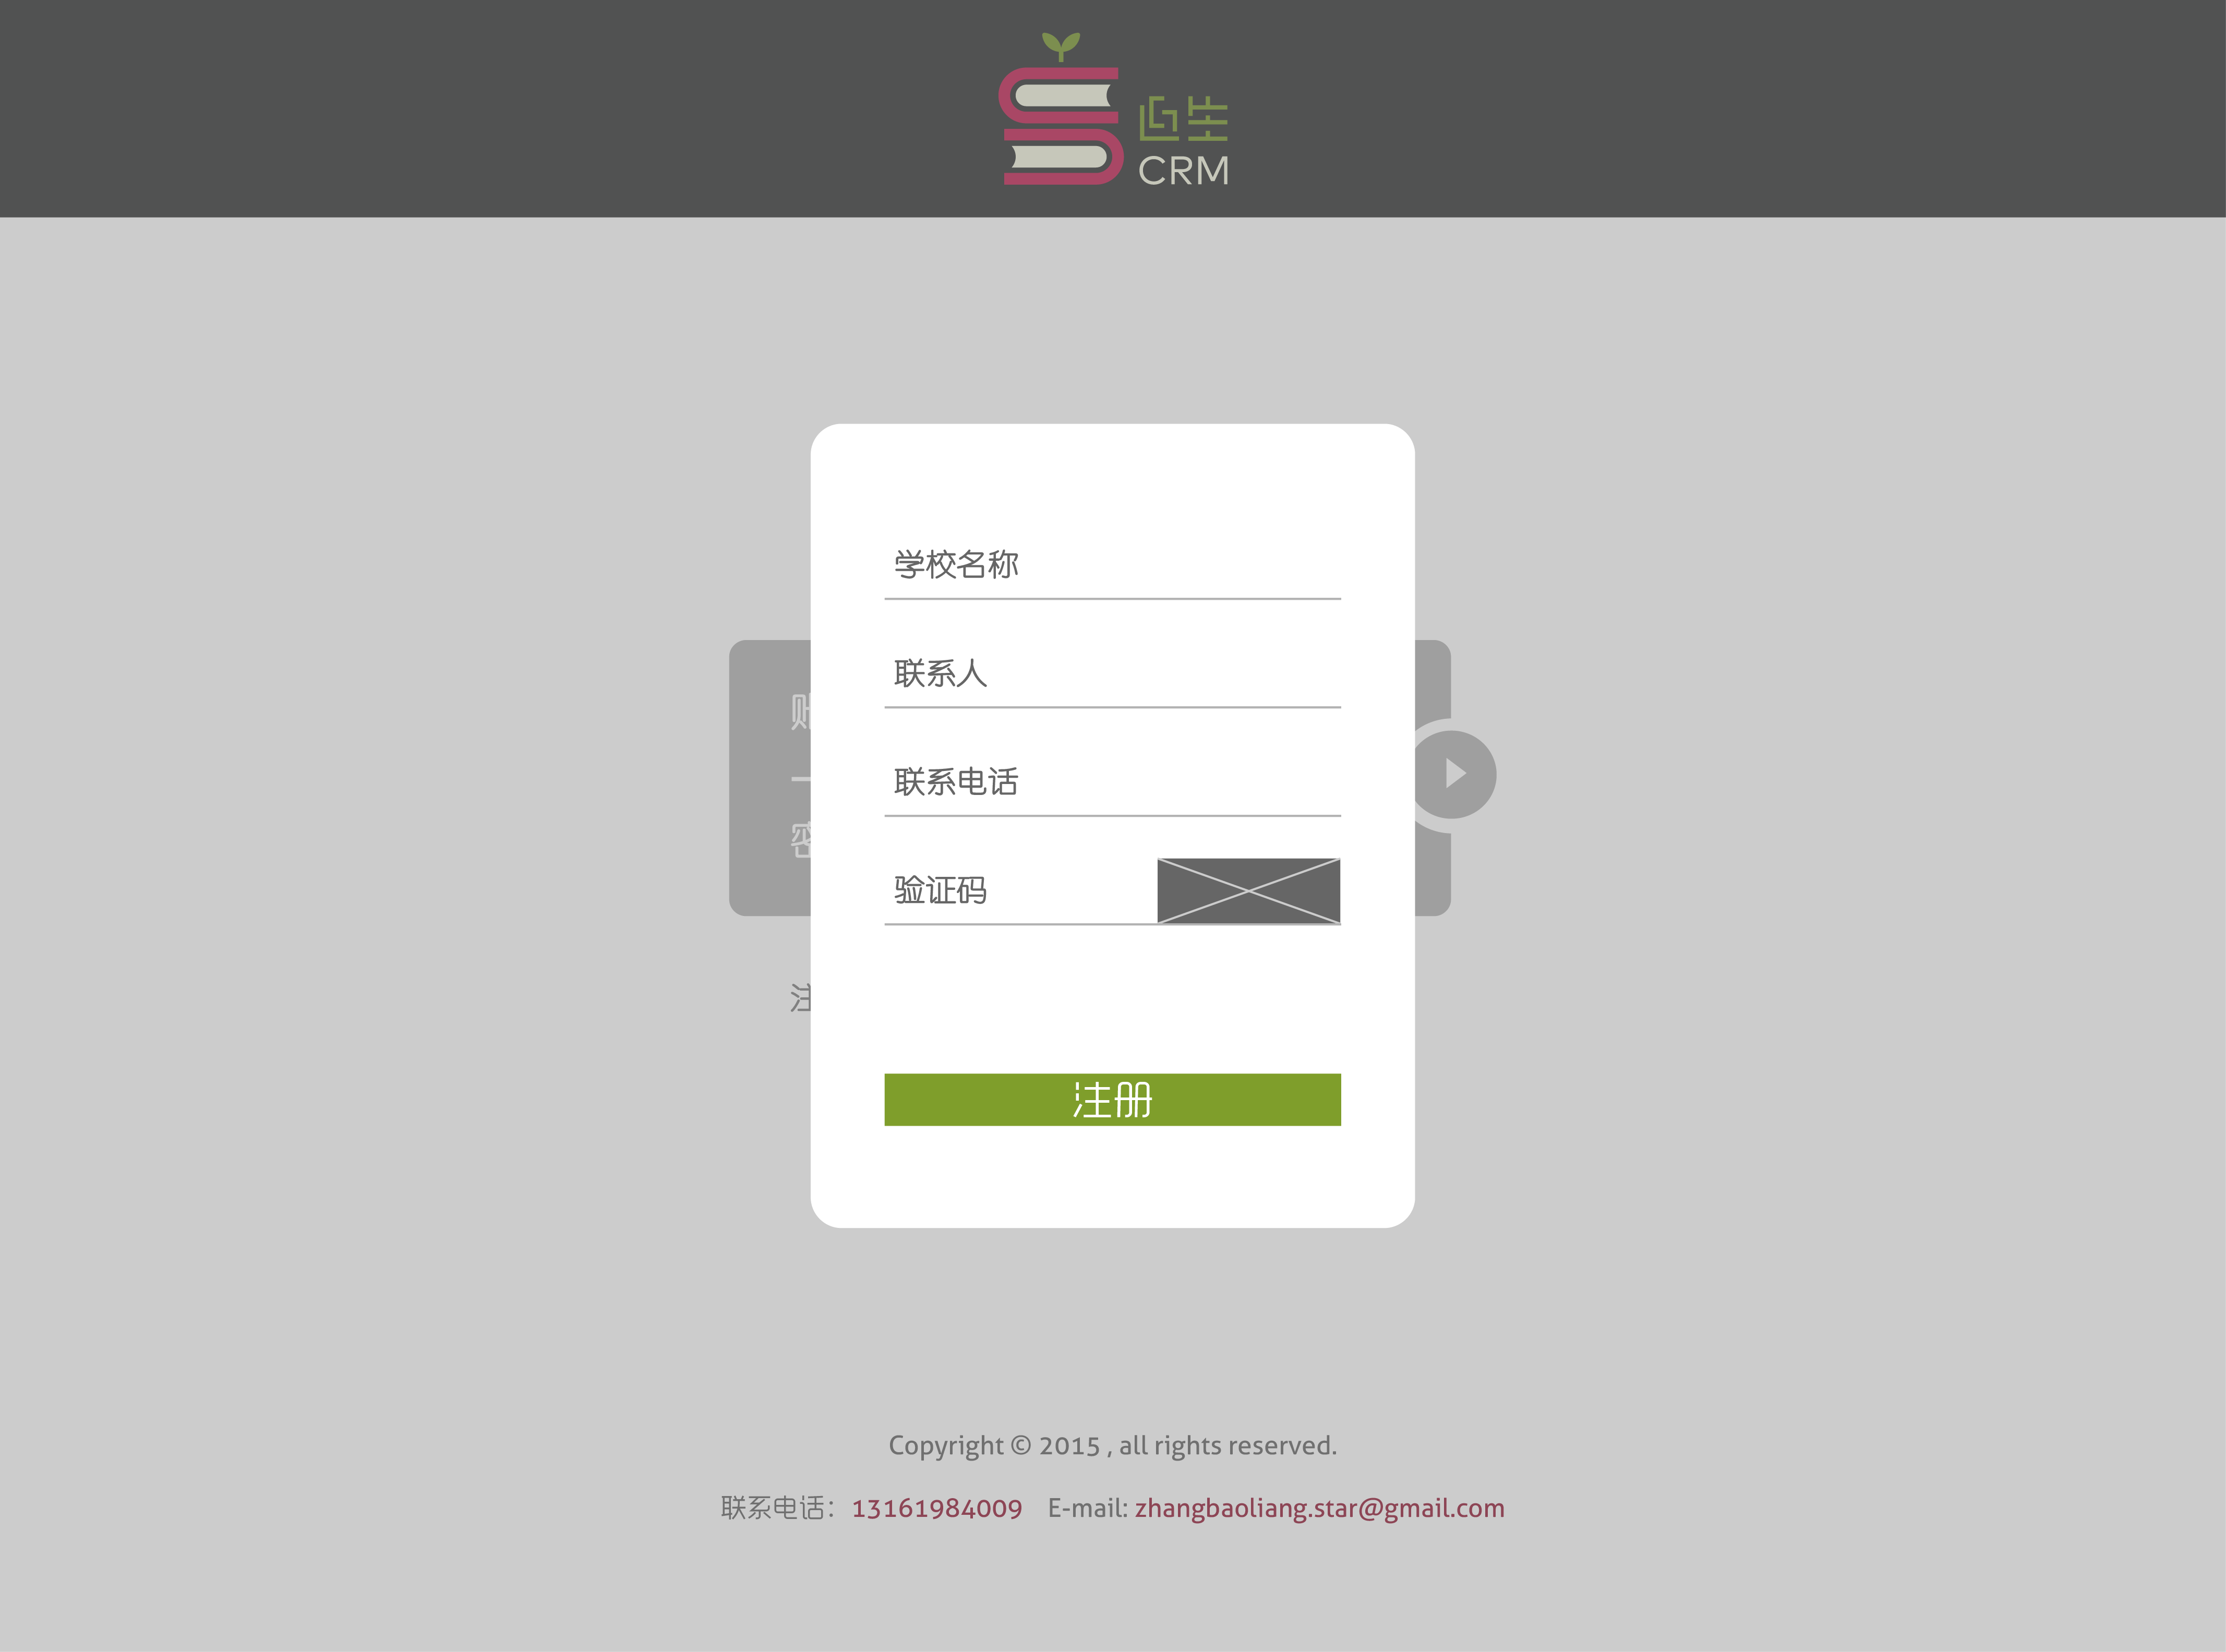 CRM
学校名称
联系人
联系电话
验证码
注册
Copyright © 2015 , all rights reserved.
联系电话: 13161984009 E-mail: zhangbaoliang.star@gmail.com